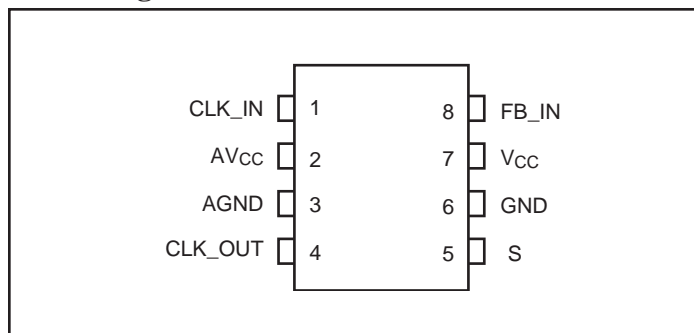 CLK_IN 1 8 FB_IN
AVCC 2 7 VCC
AGND 3 6 GND
CLK_OUT 4 5 S